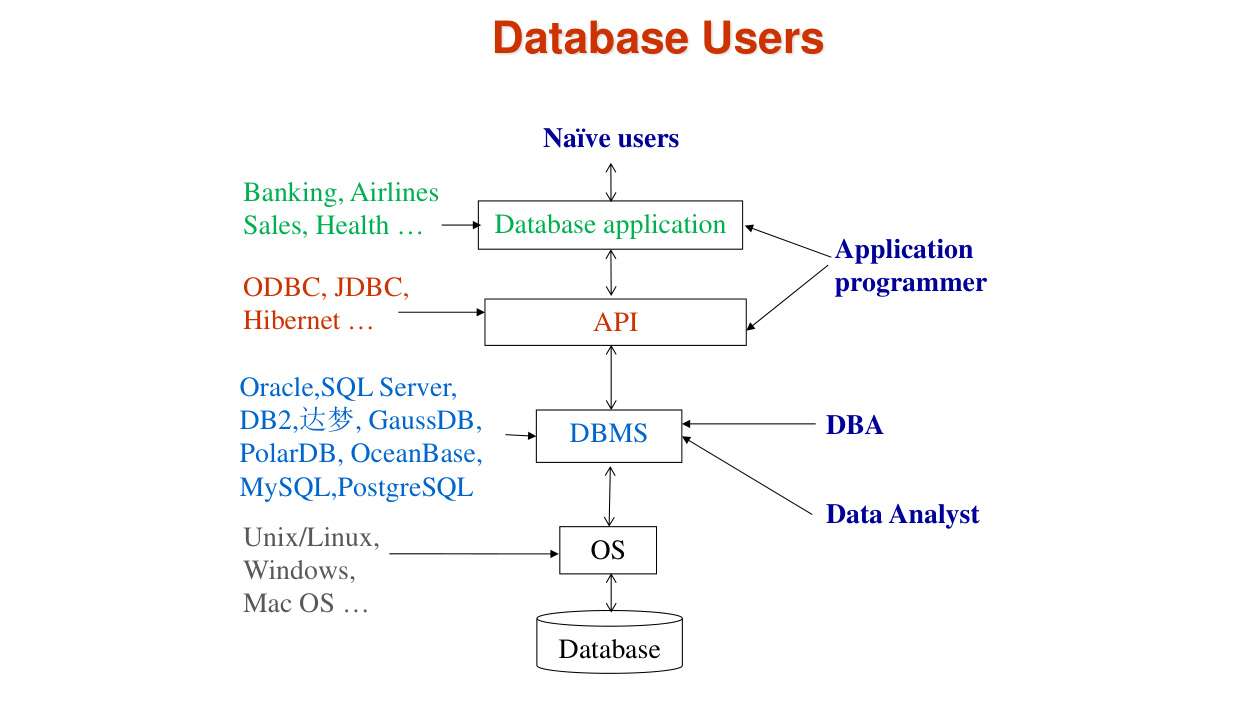 Database Users
Naïve users
Banking, Airlines
Sales, Health …
Database application
Application
programmer
ODBC, JDBC,
Hibernet …
API
Oracle,SQL Server,
DB2,达梦, GaussDB,
PolarDB, OceanBase,
MySQL,PostgreSQL
DBMS
DBA
Data Analyst
Unix/Linux,
Windows,
Mac OS …
OS
Database